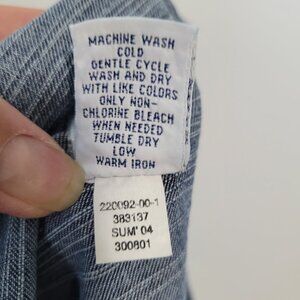 MACHINE WASH
COLD
GENTLE CYCLE
WASH AND DRY
WITH LIKE COLORS
ONLY NON-
CHLORINE BLEACH
WHEN NEEDED
TUMBLE DRY
LOW
WARM IRON
220092-00-1
383137
SUM' 04
300801